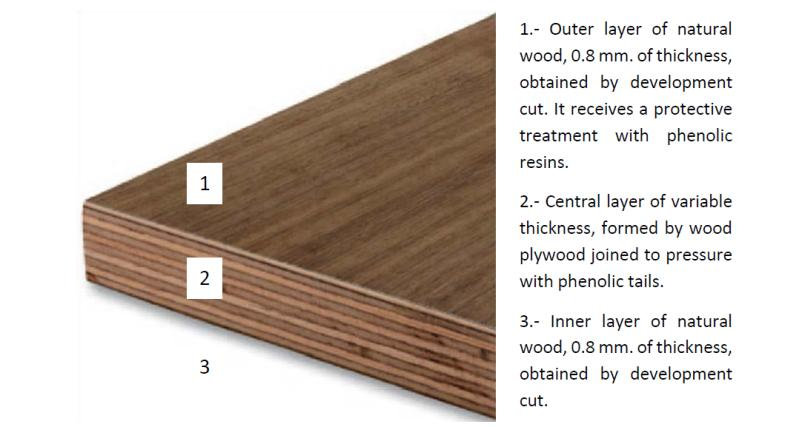 1
2
3
1.- Outer layer of natural
wood, 0.8 mm. of thickness,
obtained by development
cut. It receives a protective
treatment with phenolic
resins.
2.- Central layer of variable
thickness, formed by wood
plywood joined to pressure
with phenolic tails.
3.- Inner layer of natural
wood, 0.8 mm. of thickness,
obtained by development
cut.